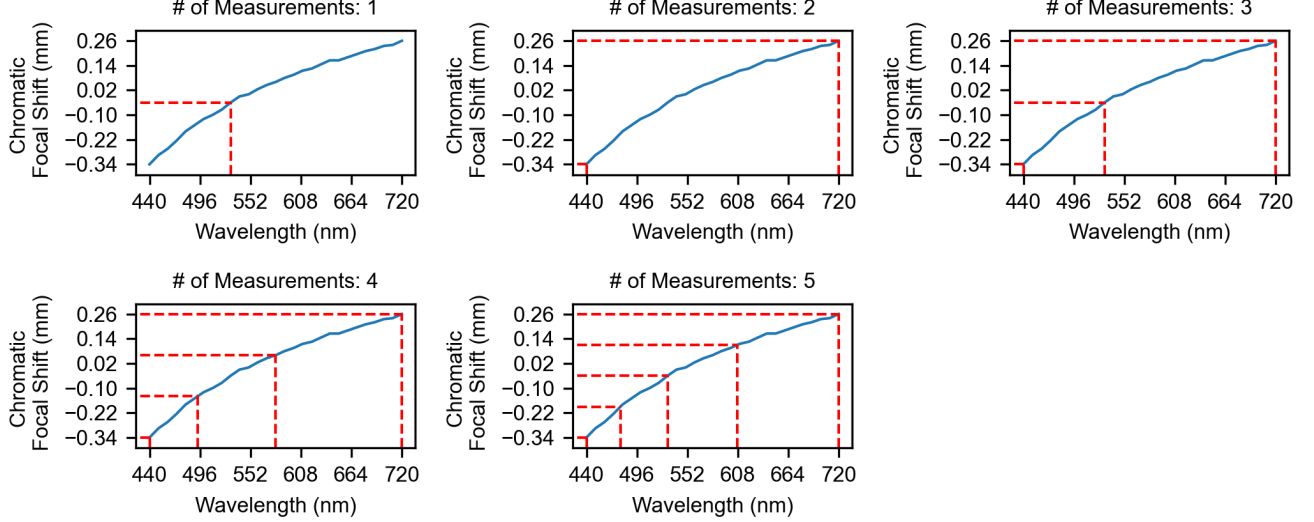 # of Measurements: 1
Chromatic
Focal Shift (mm)
0.26
0.14
0.02
−0.10
−0.22
−0.34
440 496 552 608 664 720
Wavelength (nm)
# of Measurements: 2
Chromatic
Focal Shift (mm)
0.26
0.14
0.02
−0.10
−0.22
−0.34
440 496 552 608 664 720
Wavelength (nm)
# of Measurements: 3
Chromatic
Focal Shift (mm)
0.26
0.14
0.02
−0.10
−0.22
−0.34
440 496 552 608 664 720
Wavelength (nm)
# of Measurements: 4
Chromatic
Focal Shift (mm)
0.26
0.14
0.02
−0.10
−0.22
−0.34
440 496 552 608 664 720
Wavelength (nm)
# of Measurements: 5
Chromatic
Focal Shift (mm)
0.26
0.14
0.02
−0.10
−0.22
−0.34
440 496 552 608 664 720
Wavelength (nm)